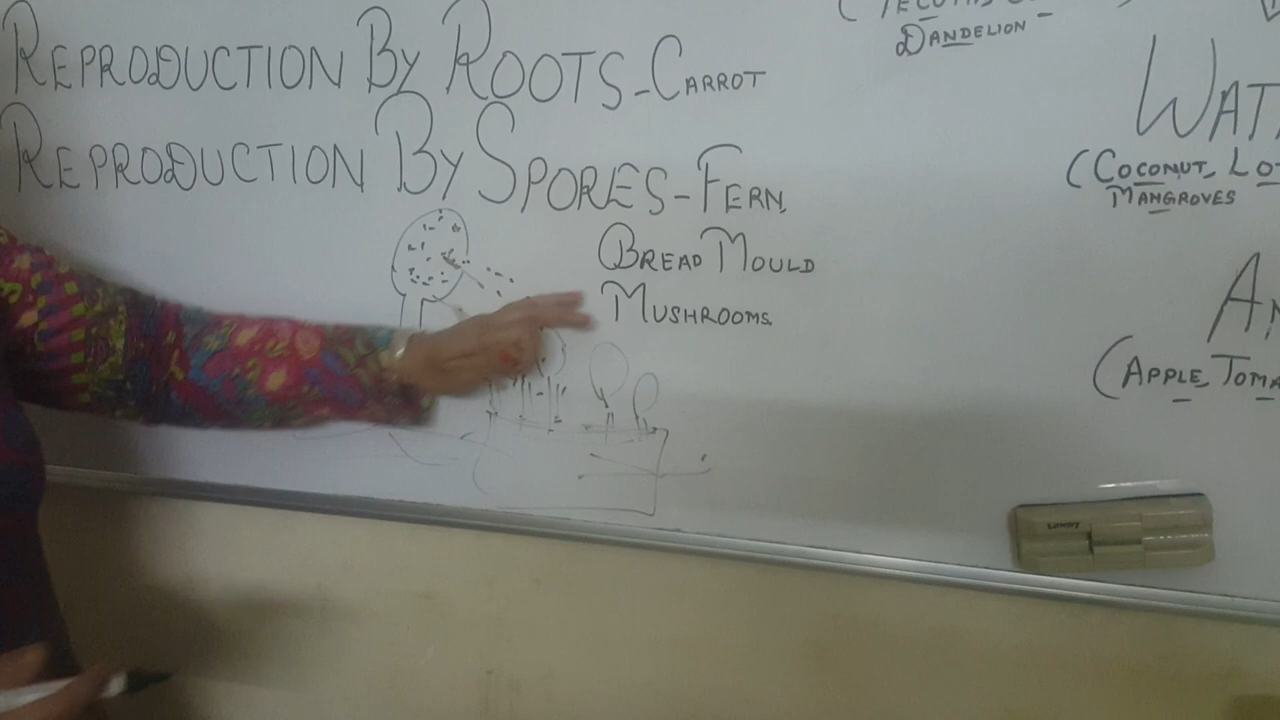 REPRODUCTION BY ROOTS-CARROT
REPRODUCTION BY SPORES-FERN,
BREAD MOULD
MUSHROOMS.
DANDELION
(COCONUT,
MANGROVES
(APPLE,